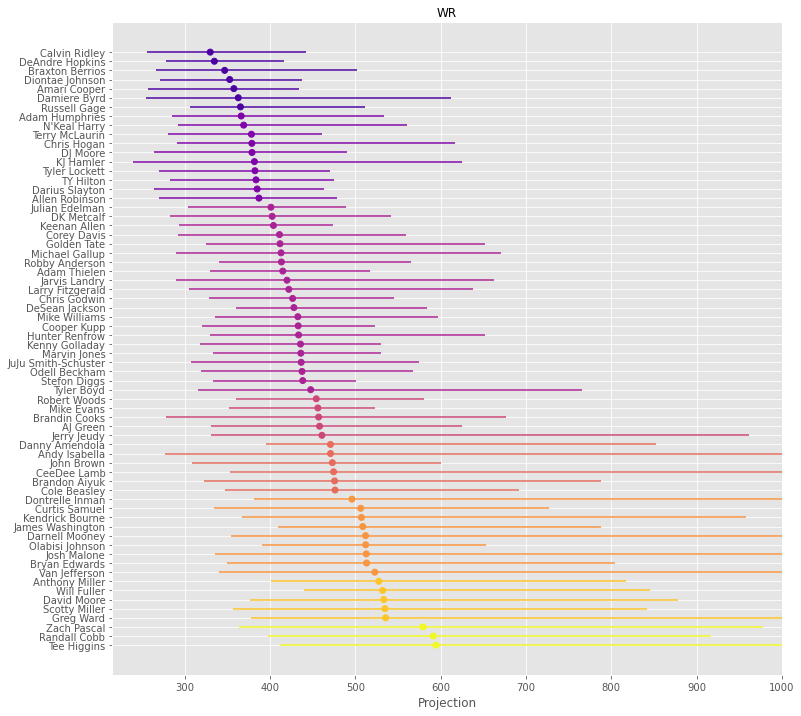 WR
Calvin Ridley
DeAndre Hopkins
Braxton Berrios
Diontae Johnson
Amari Cooper
Damiere Byrd
Russell Gage
Adam Humphries
N'Keal Harry
Terry McLaurin
Chris Hogan
DJ Moore
KJ Hamler
Tyler Lockett
TY Hilton
Darius Slayton
Allen Robinson
Julian Edelman
DK Metcalf
Keenan Allen
Corey Davis
Golden Tate
Michael Gallup
Robby Anderson
Adam Thielen
Jarvis Landry
Larry Fitzgerald
Chris Godwin
DeSean Jackson
Mike Williams
Cooper Kupp
Hunter Renfrow
Kenny Golladay
Marvin Jones
JuJu Smith-Schuster
Odell Beckham
Stefon Diggs
Tyler Boyd
Robert Woods
Mike Evans
Brandin Cooks
AJ Green
Jerry Jeudy
Danny Amendola
Andy Isabella
John Brown
CeeDee Lamb
Brandon Aiyuk
Cole Beasley
Dontrelle Inman
Curtis Samuel
Kendrick Bourne
James Washington
Darnell Mooney
Olabisi Johnson
Josh Malone
Bryan Edwards
Van Jefferson
Anthony Miller
Will Fuller
David Moore
Scotty Miller
Greg Ward
Zach Pascal
Randall Cobb
Tee Higgins
300 400 500 600 700 800 900 1000
Projection